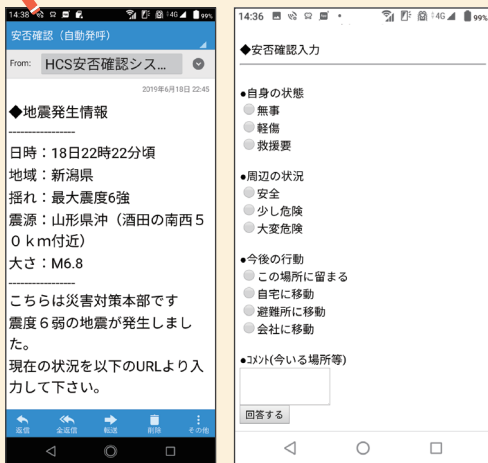 14:38
4G
99%
安否確認（自動発呼）
From: HCS安否確認シス...
2019年6月18日 22:45
◆地震発生情報
-----------------
日時：18日22時22分頃
地域：新潟県
揺れ：最大震度6強
震源：山形県沖（酒田の南西５
０ｋｍ付近）
大さ：M6.8
-----------------
こちらは災害対策本部です
震度６弱の地震が発生しまし
た。
現在の状況を以下のURLより入
力して下さい。
返信
全返信
転送
削除
その他
14:36
4G
99%
◆安否確認入力
●自身の状態
無事
軽傷
救援要
●周辺の状況
安全
少し危険
大変危険
●今後の行動
この場所に留まる
自宅に移動
避難所に移動
会社に移動
●コメント(今いる場所等)
回答する